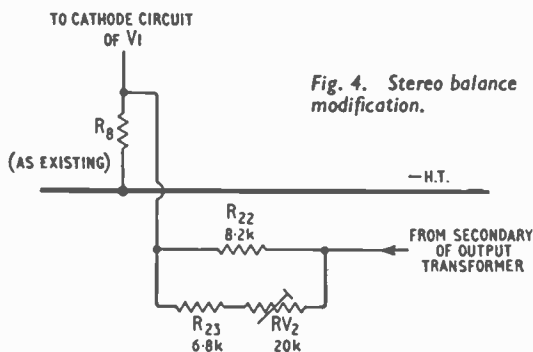 TO CATHODE CIRCUIT
OF V1
Fig. 4. Stereo balance
modification.
R8
(AS EXISTING)
—H.T.
R22
8·2k
FROM SECONDARY
OF OUTPUT
TRANSFORMER
R23
6·8k
RV2
20k